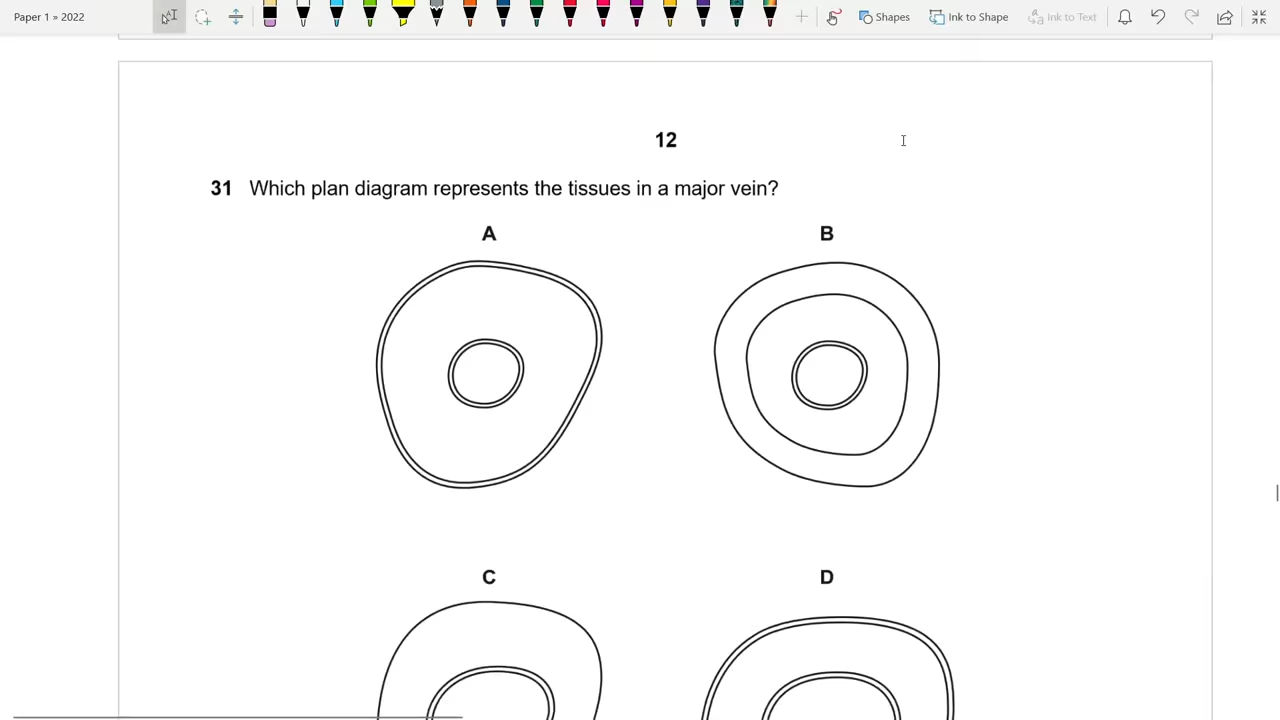 Paper 1 » 2022
Shapes
Ink to Shape
Ink to Text
12
31 Which plan diagram represents the tissues in a major vein?
A
B
C
D